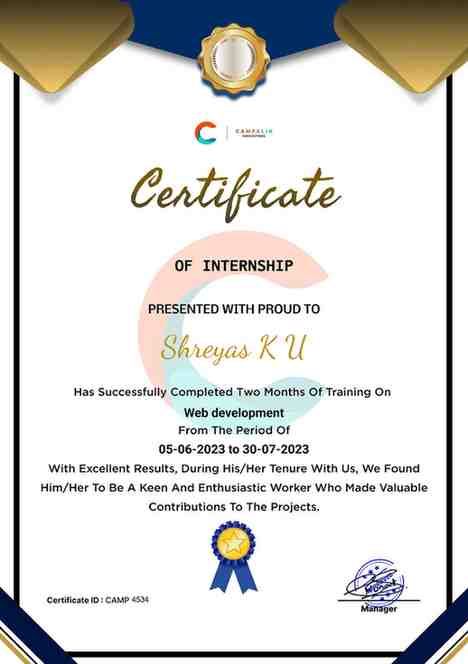 CAMPALIN
INNOVATIONS
Certificate
OF INTERNSHIP
PRESENTED WITH PROUD TO
Shreyas K U
Has Successfully Completed Two Months Of Training On
Web development
From The Period Of
05-06-2023 to 30-07-2023
With Excellent Results, During His/Her Tenure With Us, We Found
Him/Her To Be A Keen And Enthusiastic Worker Who Made Valuable
Contributions To The Projects.
Certificate ID : CAMP 4534
Manager